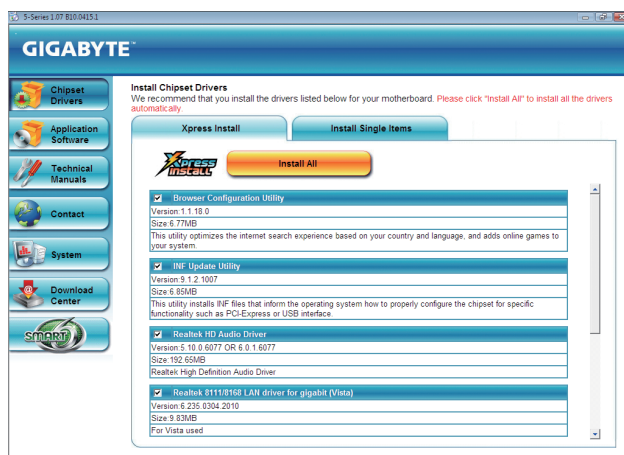 5-Series 1.07 B10.0415.1
GIGABYTE™
Chipset
Drivers
Application
Software
Technical
Manuals
Contact
System
Download
Center
SMART
Install Chipset Drivers
We recommend that you install the drivers listed below for your motherboard. Please click "Install All" to install all the drivers
automatically.
Xpress Install
Install Single Items
Xpress
INSTALL
Install All
Browser Configuration Utility
Version:1.1.18.0
Size:6.77MB
This utility optimizes the internet search experience based on your country and language, and adds online games to
your system.
INF Update Utility
Version:9.1.2.1007
Size:6.85MB
This utility installs INF files that inform the operating system how to properly configure the chipset for specific
functionality such as PCI-Express or USB interface.
Realtek HD Audio Driver
Version:5.10.0.6077 OR 6.0.1.6077
Size:192.65MB
Realtek High Definition Audio Driver
Realtek 8111/8168 LAN driver for gigabit (Vista)
Version:6.235.0304.2010
Size:9.83MB
For Vista used